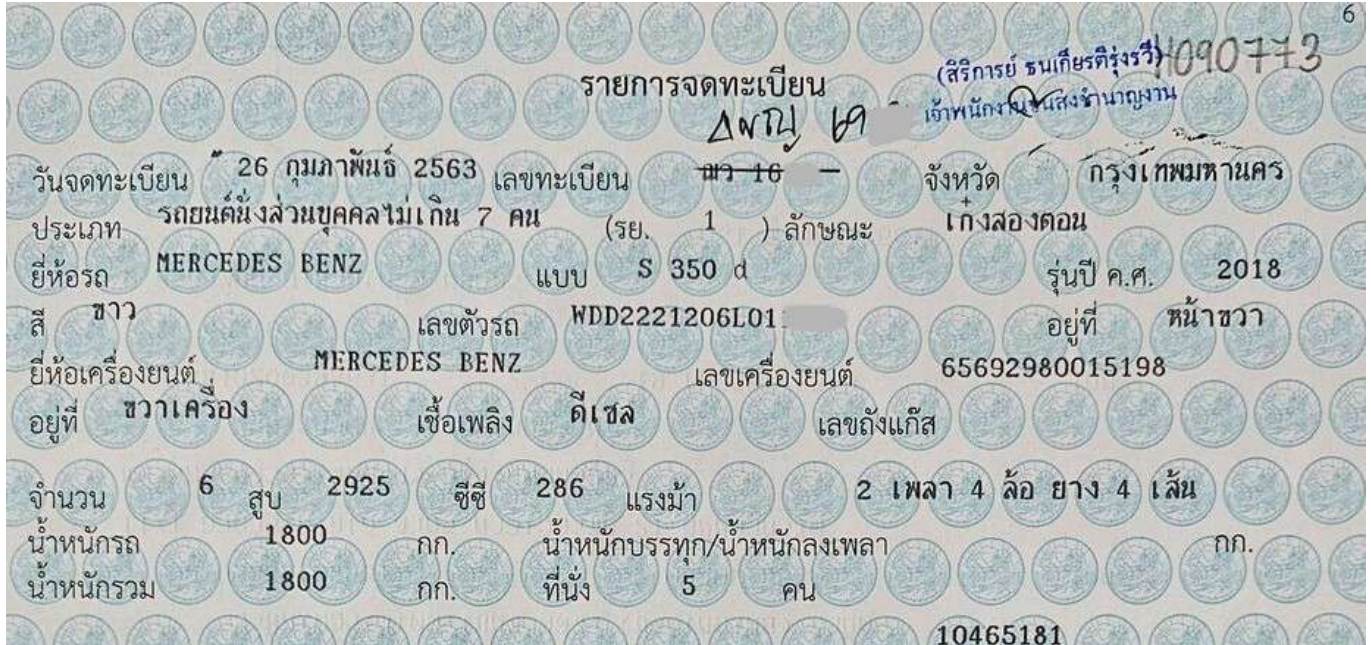 6
(สิริการย์ ธนเกียรติรุ่งรวี) H090773
รายการจดทะเบียน
เจ้าพนักงานขนส่งชำนาญงาน
69
วันจดทะเบียน 26 กุมภาพันธ์ 2563 เลขทะเบียน 16 จังหวัด กรุงเทพมหานคร
ประเภท รถยนต์นั่งส่วนบุคคลไม่เกิน 7 คน (รย. 1 ) ลักษณะ เก๋งสองตอน
ยี่ห้อรถ MERCEDES BENZ แบบ S 350 d รุ่นปี ค.ศ. 2018
สี ขาว เลขตัวรถ WDD2221206L01 อยู่ที่ หน้าขวา
ยี่ห้อเครื่องยนต์ MERCEDES BENZ เลขเครื่องยนต์ 65692980015198
อยู่ที่ ขวาเครื่อง เชื้อเพลิง ดีเซล เลขถังแก๊ส
จำนวน 6 สูบ 2925 ซีซี 286 แรงม้า 2 เพลา 4 ล้อ ยาง 4 เส้น
น้ำหนักรถ 1800 กก. น้ำหนักบรรทุก/น้ำหนักลงเพลา กก.
น้ำหนักรวม 1800 กก. ที่นั่ง 5 คน
10465181